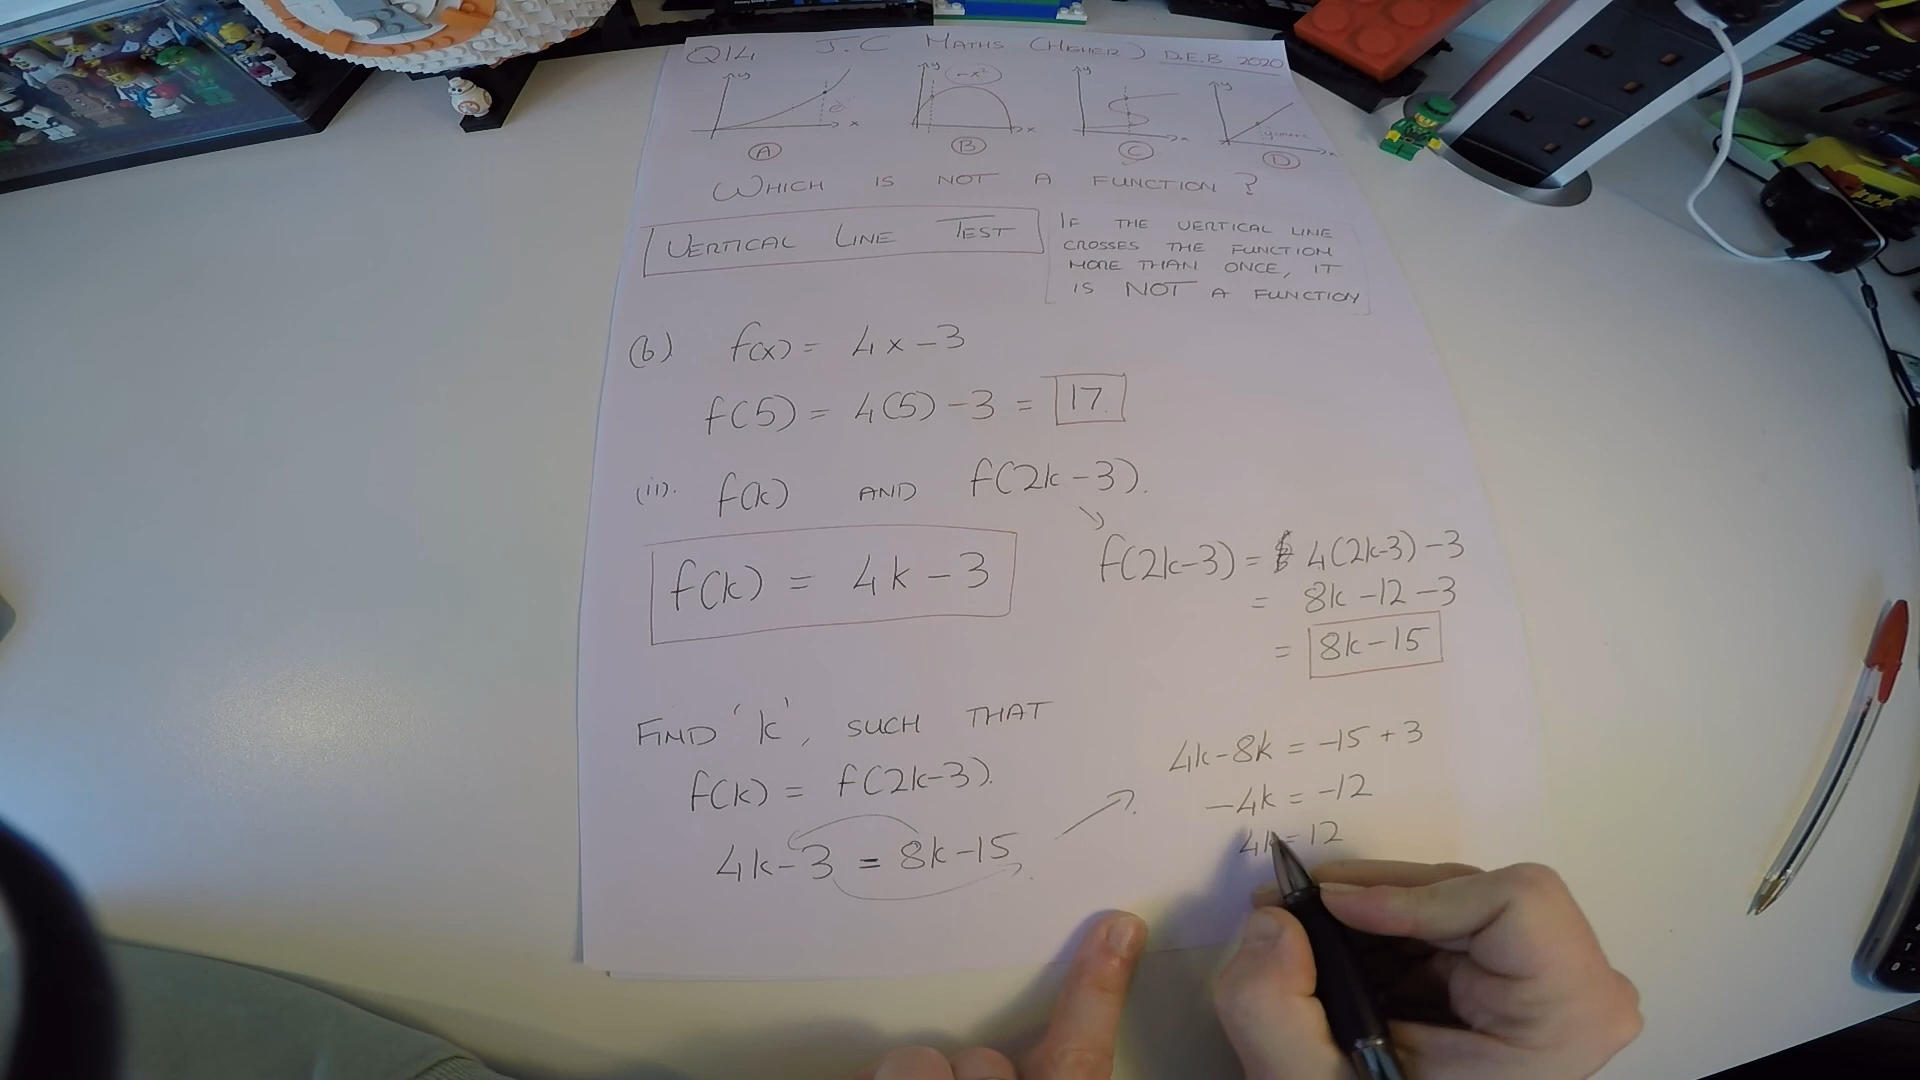 Q14 J.C MATHS (HIGHER) D.E.B 2020
y y -x² y y
x x x x
A B C D
WHICH IS NOT A FUNCTION?
VERTICAL LINE TEST
IF THE VERTICAL LINE
CROSSES THE FUNCTION
MORE THAN ONCE, IT
IS NOT A FUNCTION
(b) f(x) = 4x-3
f(5) = 4(5) -3 = 17
(ii). f(k) AND f(2k-3).
f(k) = 4k-3
f(2k-3) = 4(2k-3)-3
= 8k-12-3
= 8k-15
FIND 'k', SUCH THAT
f(k) = f(2k-3).
4k-3 = 8k-15
4k-8k = -15+3
-4k = -12
4k = 12